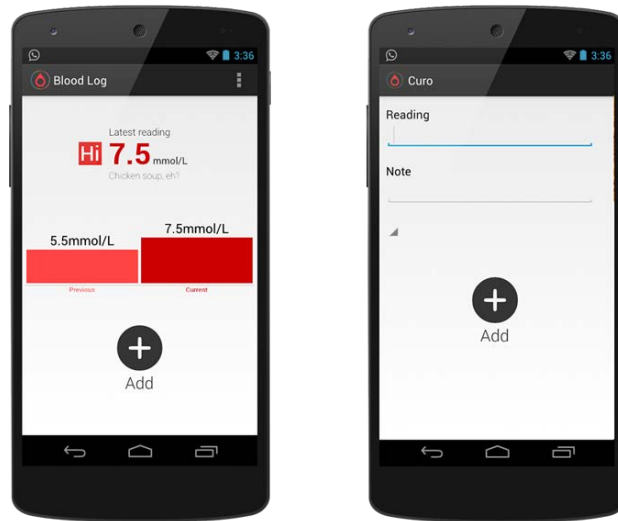 3:36
Blood Log
Latest reading
Hi 7.5 mmol/L
Chicken soup, eh?
5.5mmol/L
7.5mmol/L
Previous
Current
Add
3:36
Curo
Reading
Note
Add